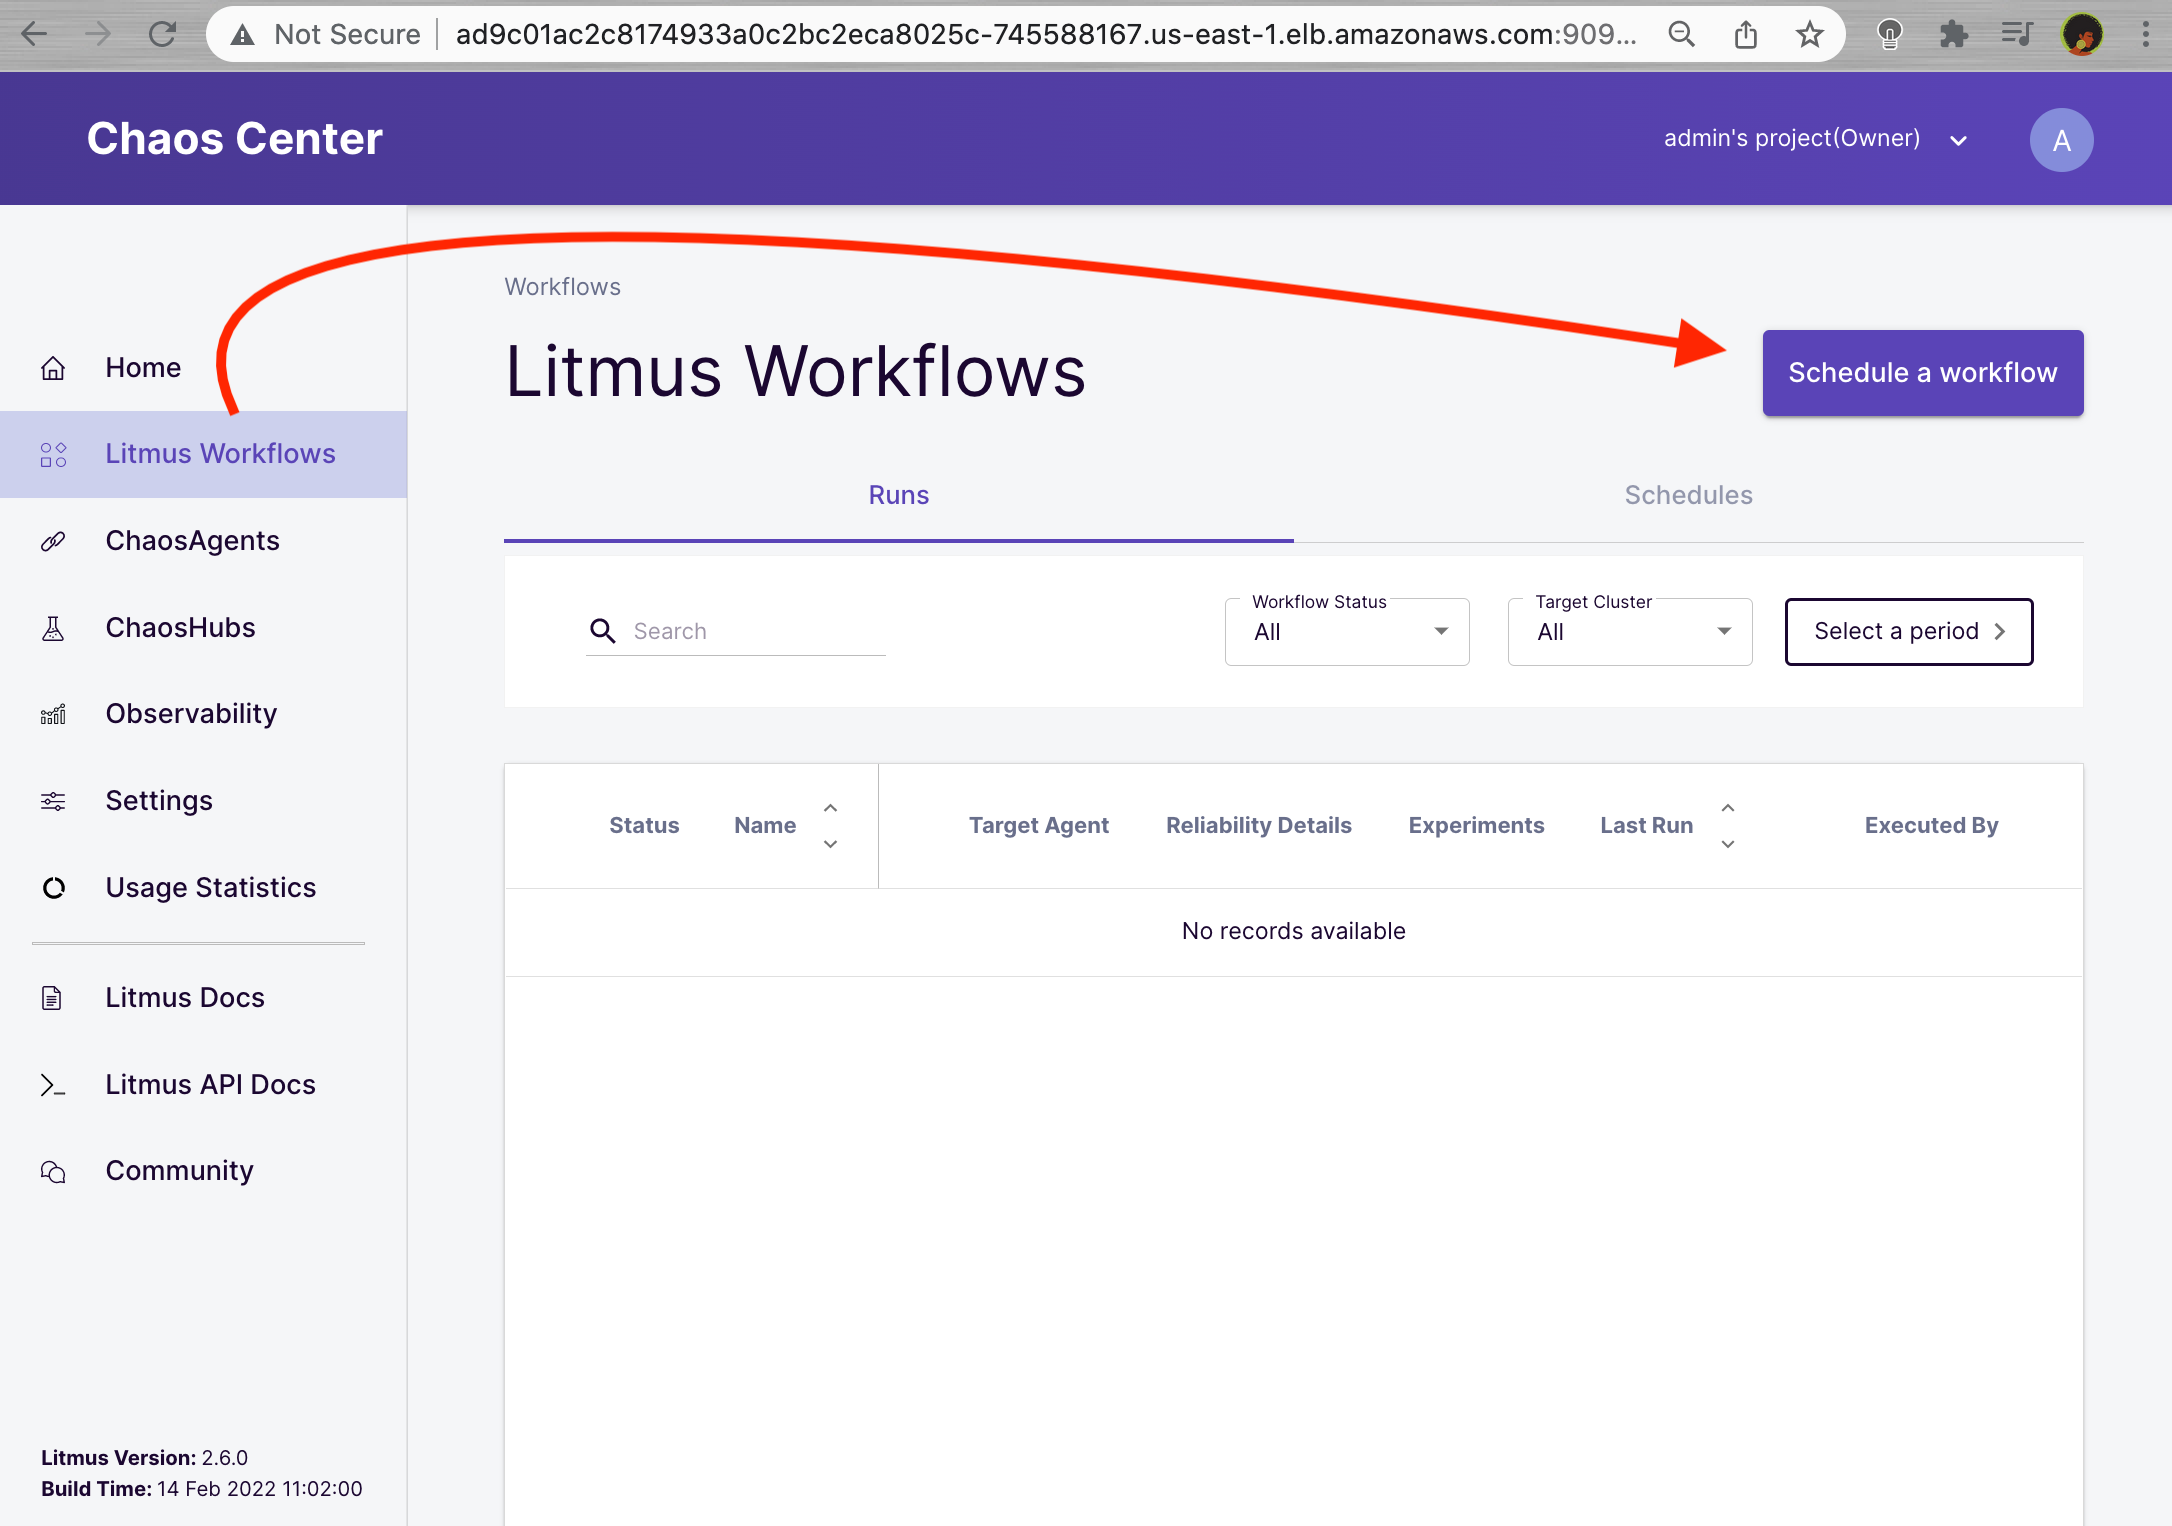 Not Secure ad9c01ac2c8174933a0c2bc2eca8025c-745588167.us-east-1.elb.amazonaws.com:909...
Chaos Center
admin's project(Owner)
A
Home
Litmus Workflows
ChaosAgents
ChaosHubs
Observability
Settings
Usage Statistics
Litmus Docs
Litmus API Docs
Community
Litmus Version: 2.6.0
Build Time: 14 Feb 2022 11:02:00
Workflows
Litmus Workflows
Schedule a workflow
Runs Schedules
Search
Workflow Status
All
Target Cluster
All
Select a period
Status Name Target Agent Reliability Details Experiments Last Run Executed By
No records available